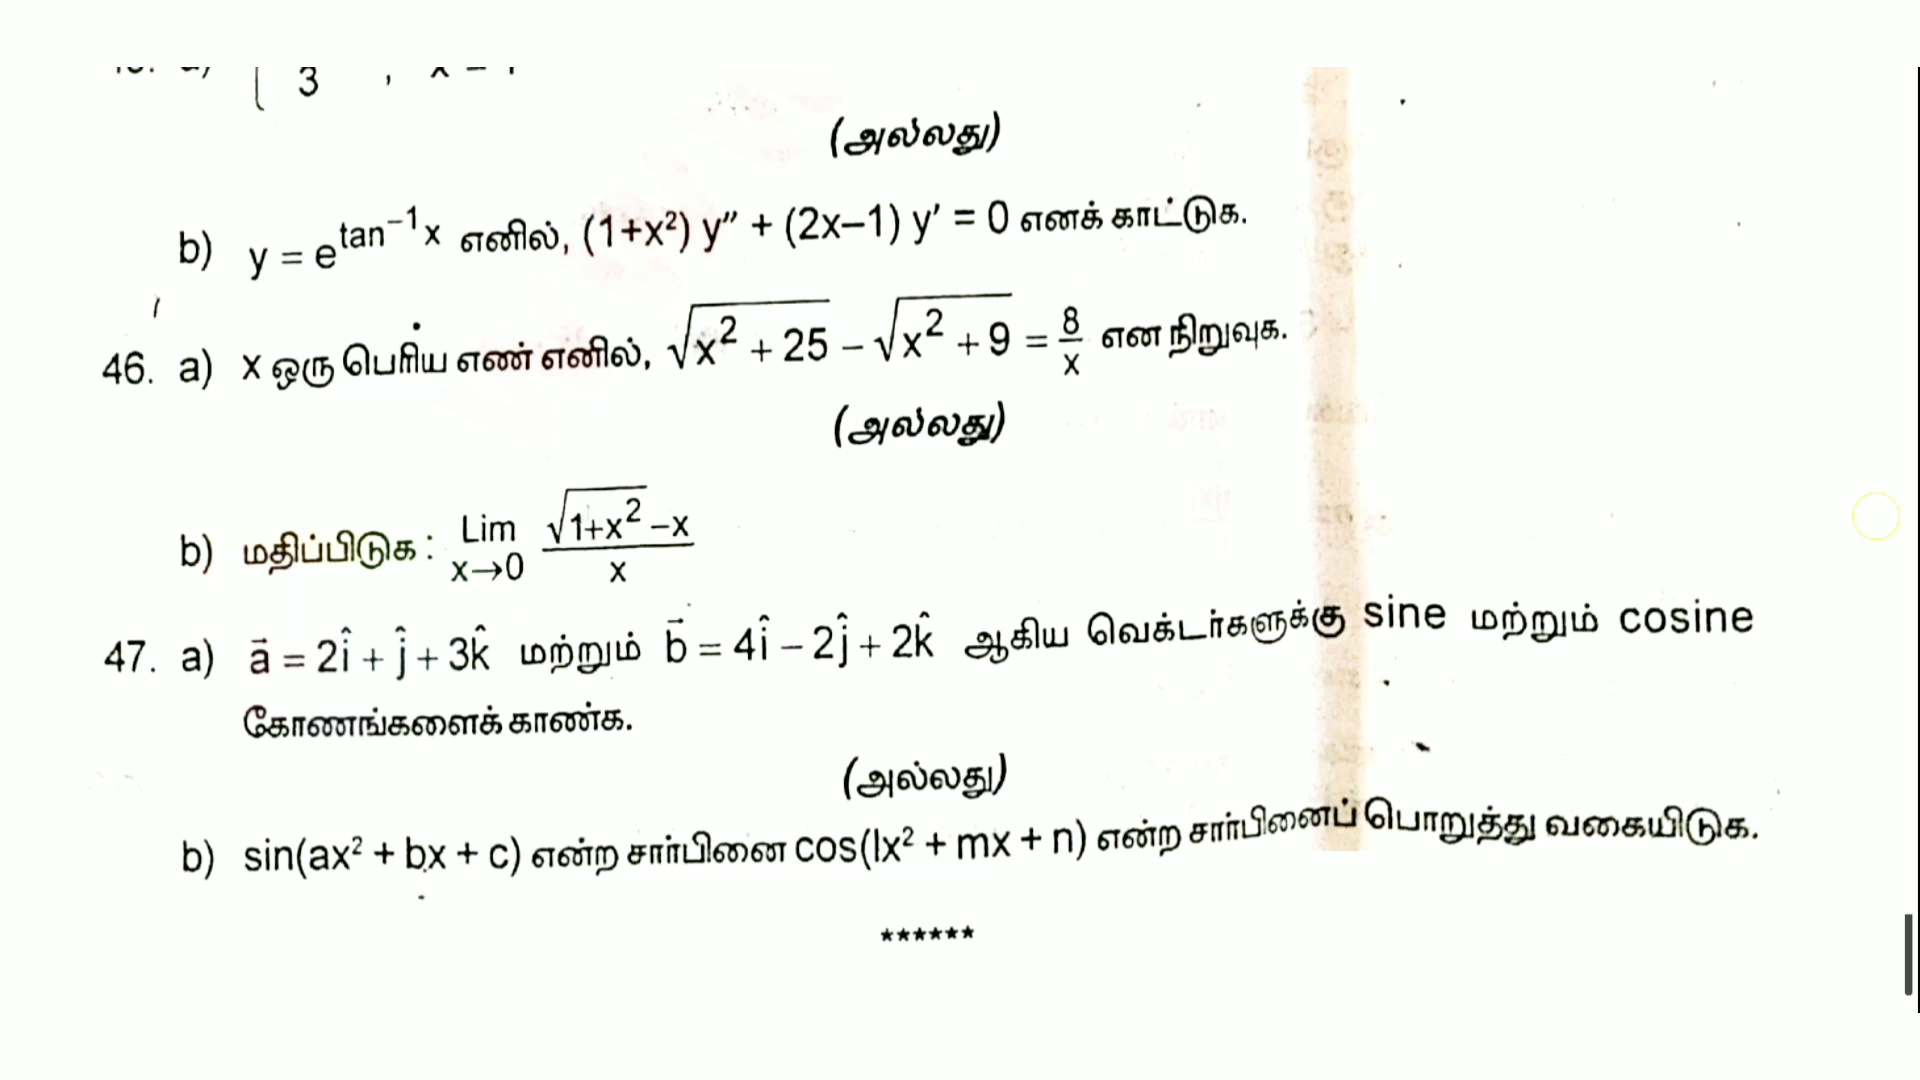 3 ,
(அல்லது)
b) y = e^tan⁻¹x எனில், (1+x²) y″ + (2x–1) y′ = 0 எனக் காட்டுக.
46. a) x ஒரு பெரிய எண் எனில், √(x² + 25) – √(x² + 9) = 8/x என நிறுவுக.
(அல்லது)
b) மதிப்பிடுக : Lim x→0 (√(1+x²) –x)/x
47. a) a⃗ = 2î + ĵ + 3k̂ மற்றும் b⃗ = 4î – 2ĵ + 2k̂ ஆகிய வெக்டர்களுக்கு sine மற்றும் cosine
கோணங்களைக் காண்க.
(அல்லது)
b) sin(ax² + bx + c) என்ற சார்பினை cos(lx² + mx + n) என்ற சார்பினைப் பொறுத்து வகையிடுக.
******